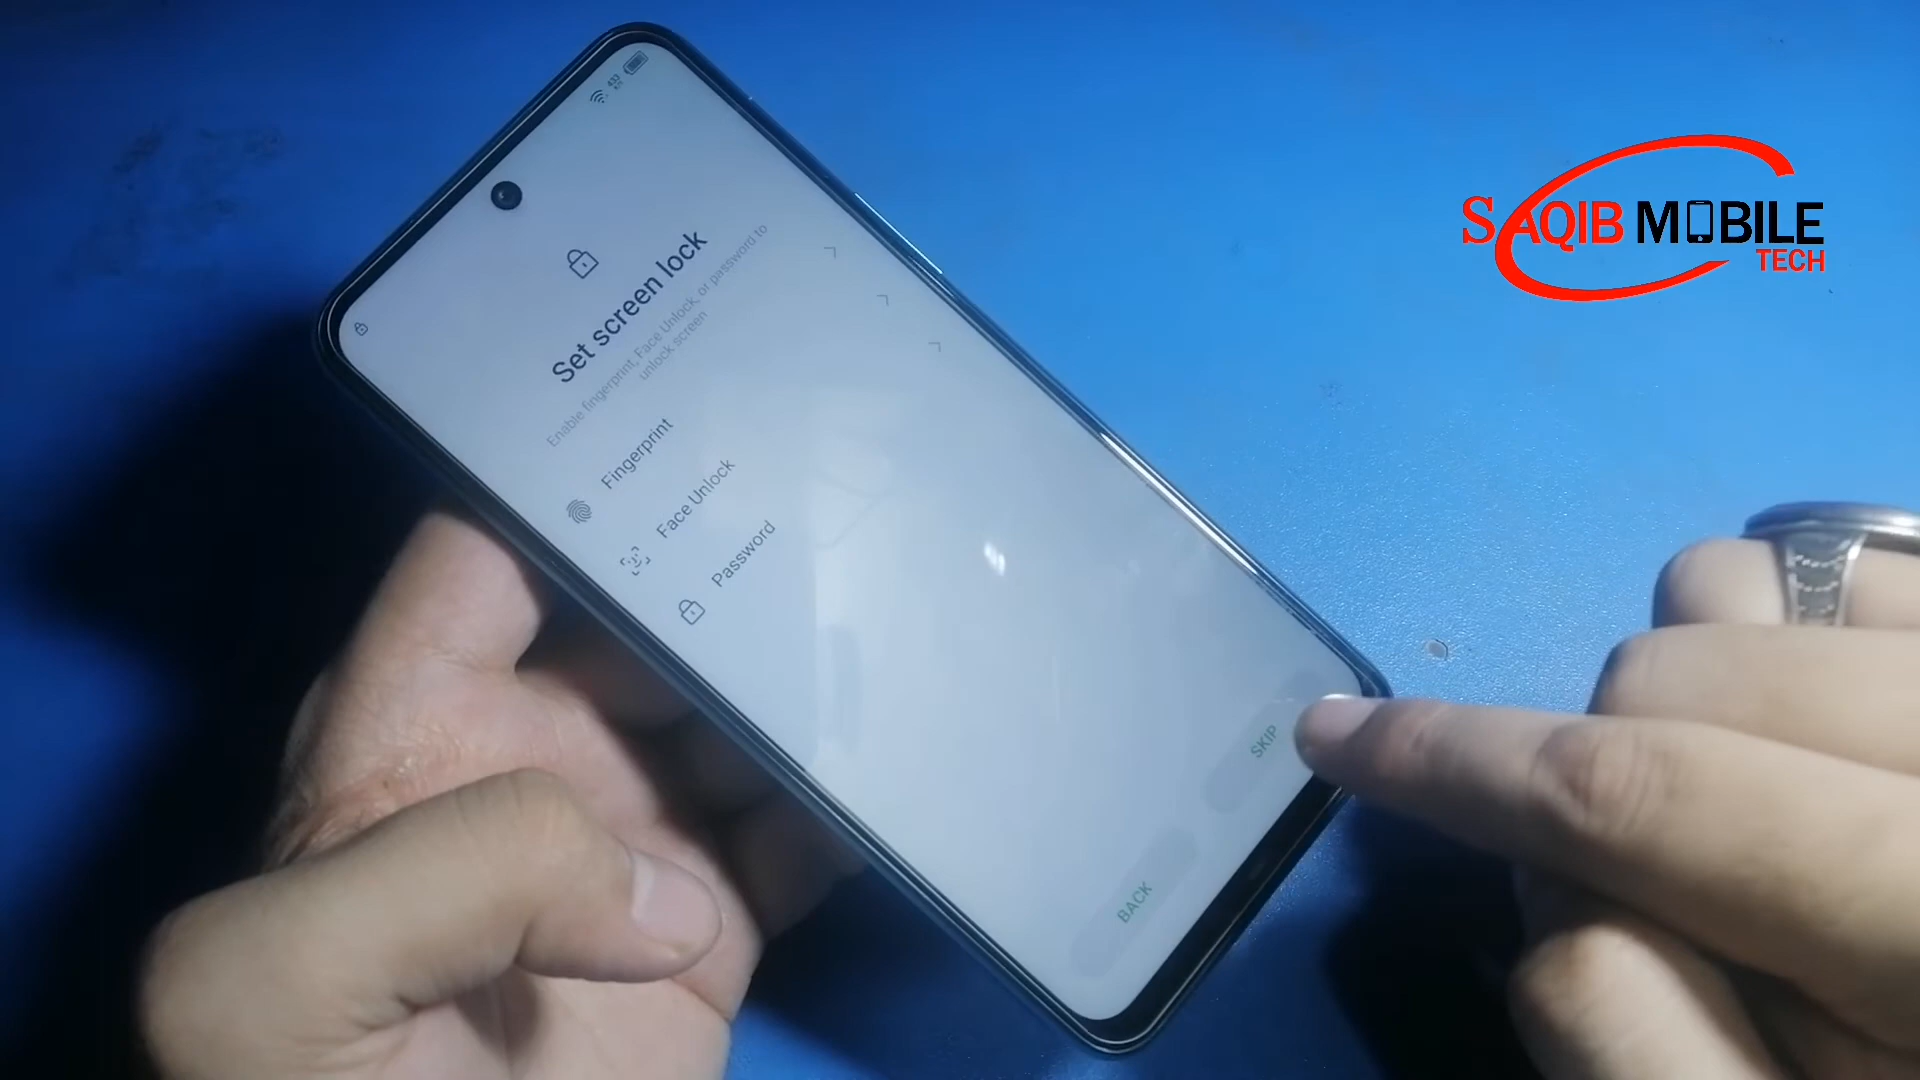 SAQIB MOBILE
TECH
433
Set screen lock
Enable fingerprint, Face Unlock, or password to
unlock screen
Fingerprint
Face Unlock
Password
BACK
SKIP